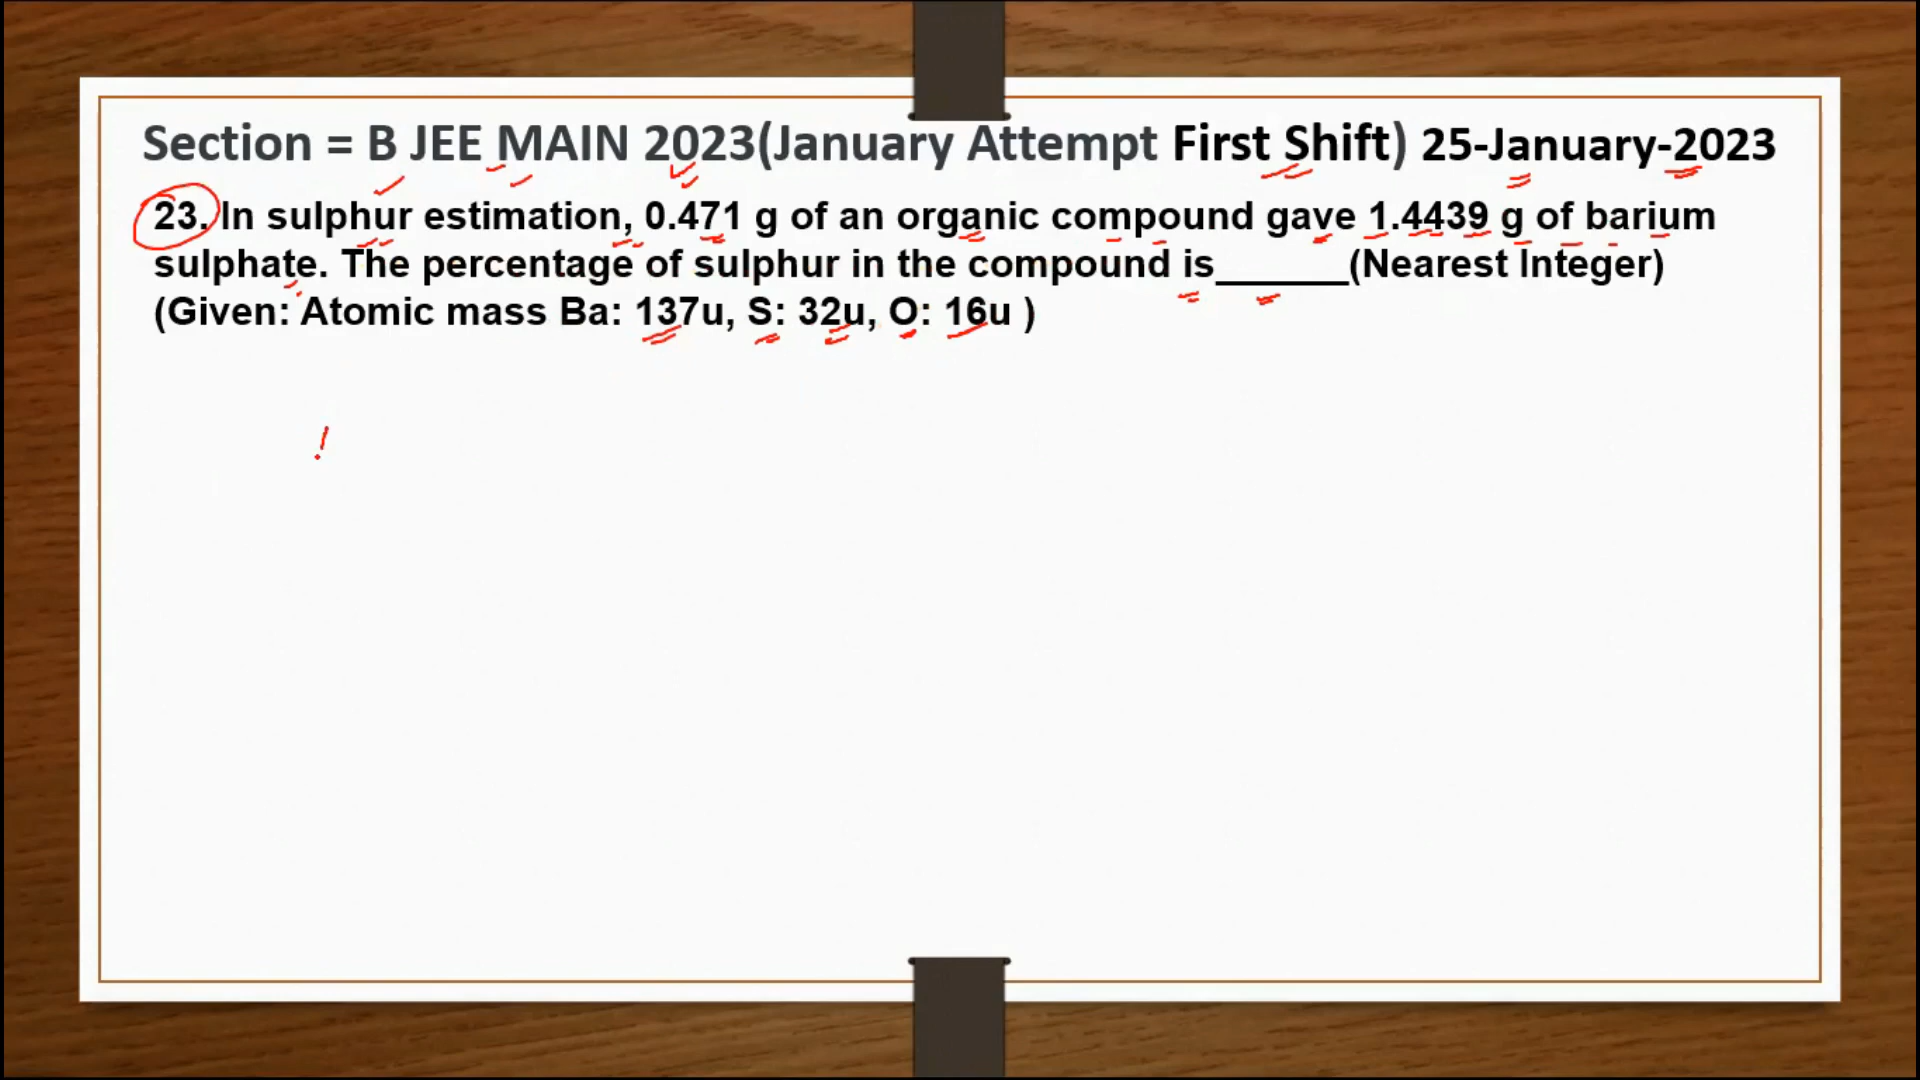 Section = B JEE MAIN 2023(January Attempt First Shift) 25-January-2023
23. In sulphur estimation, 0.471 g of an organic compound gave 1.4439 g of barium
sulphate. The percentage of sulphur in the compound is______(Nearest Integer)
(Given: Atomic mass Ba: 137u, S: 32u, O: 16u )